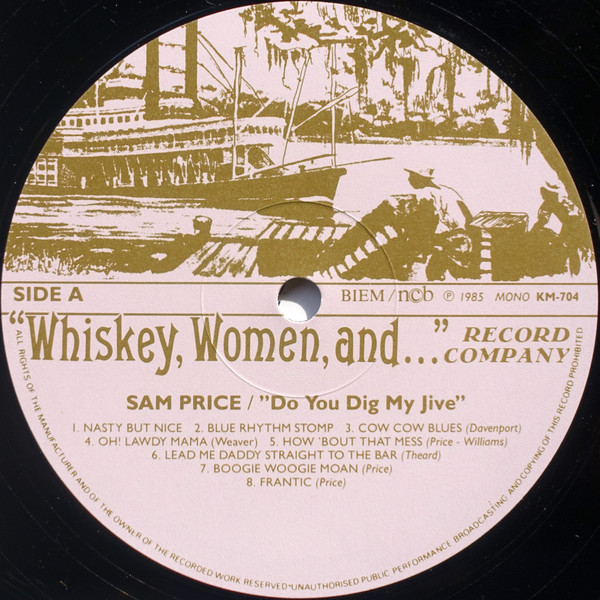 SIDE A
BIEM / ncb ℗ 1985 MONO KM-704
"Whiskey, Women, and..." RECORD
COMPANY
SAM PRICE / "Do You Dig My Jive"
1. NASTY BUT NICE 2. BLUE RHYTHM STOMP 3. COW COW BLUES (Davenport)
4. OH! LAWDY MAMA (Weaver) 5. HOW 'BOUT THAT MESS (Price - Williams)
6. LEAD ME DADDY STRAIGHT TO THE BAR (Theard)
7. BOOGIE WOOGIE MOAN (Price)
8. FRANTIC (Price)
ALL RIGHTS OF THE MANUFACTURER AND OF THE OWNER OF THE RECORDED WORK RESERVED • UNAUTHORISED PUBLIC PERFORMANCE BROADCASTING AND COPYING OF THIS RECORD PROHIBITED